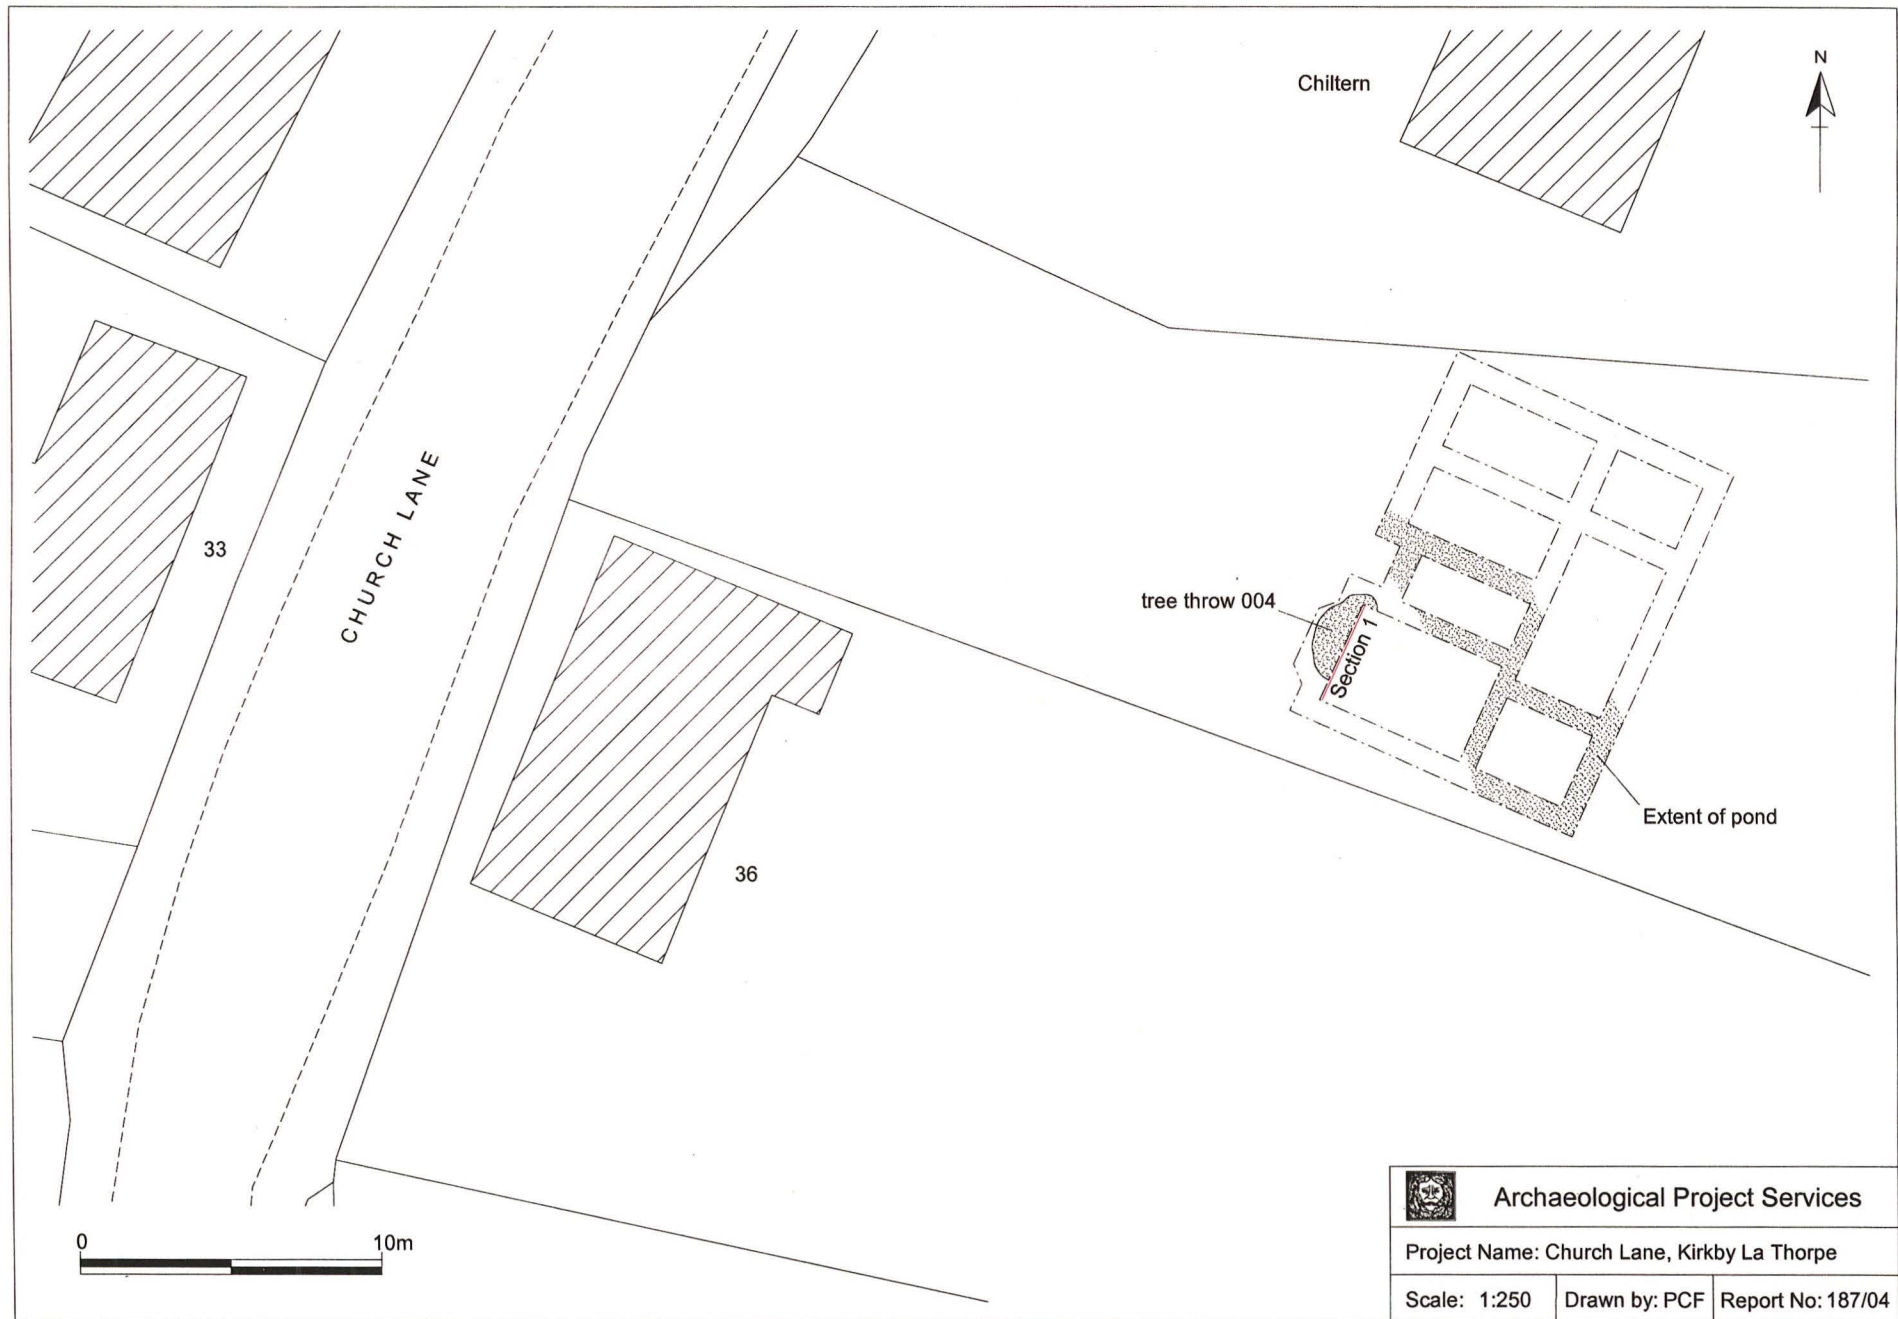 Chiltern
N
33
CHURCH LANE
tree throw 004
Section 1
Extent of pond
36
0 10m
Archaeological Project Services
Project Name: Church Lane, Kirkby La Thorpe
Scale: 1:250 Drawn by: PCF Report No: 187/04